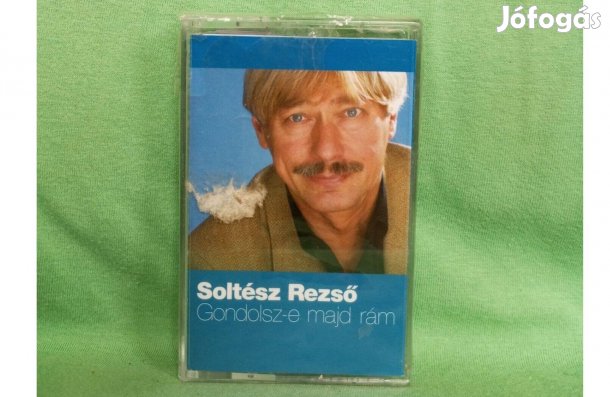 Jófogás
Soltész Rezső
Gondolsz-e majd rám